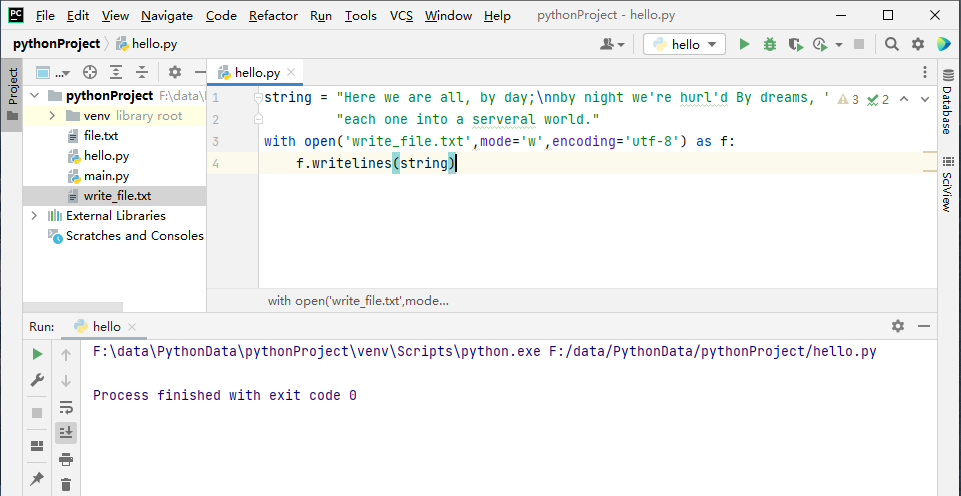 File Edit View Navigate Code Refactor Run Tools VCS Window Help pythonProject - hello.py
pythonProject hello.py hello
Project
...
pythonProject F:\data\
venv library root
file.txt
hello.py
main.py
write_file.txt
External Libraries
Scratches and Consoles
hello.py
1 string = "Here we are all, by day;\nnby night we're hurl'd By dreams, '
2 "each one into a serveral world."
3 with open('write_file.txt',mode='w',encoding='utf-8') as f:
4 f.writelines(string)
3 2
with open('write_file.txt',mode...
Database
SciView
Run: hello
F:\data\PythonData\pythonProject\venv\Scripts\python.exe F:/data/PythonData/pythonProject/hello.py
Process finished with exit code 0